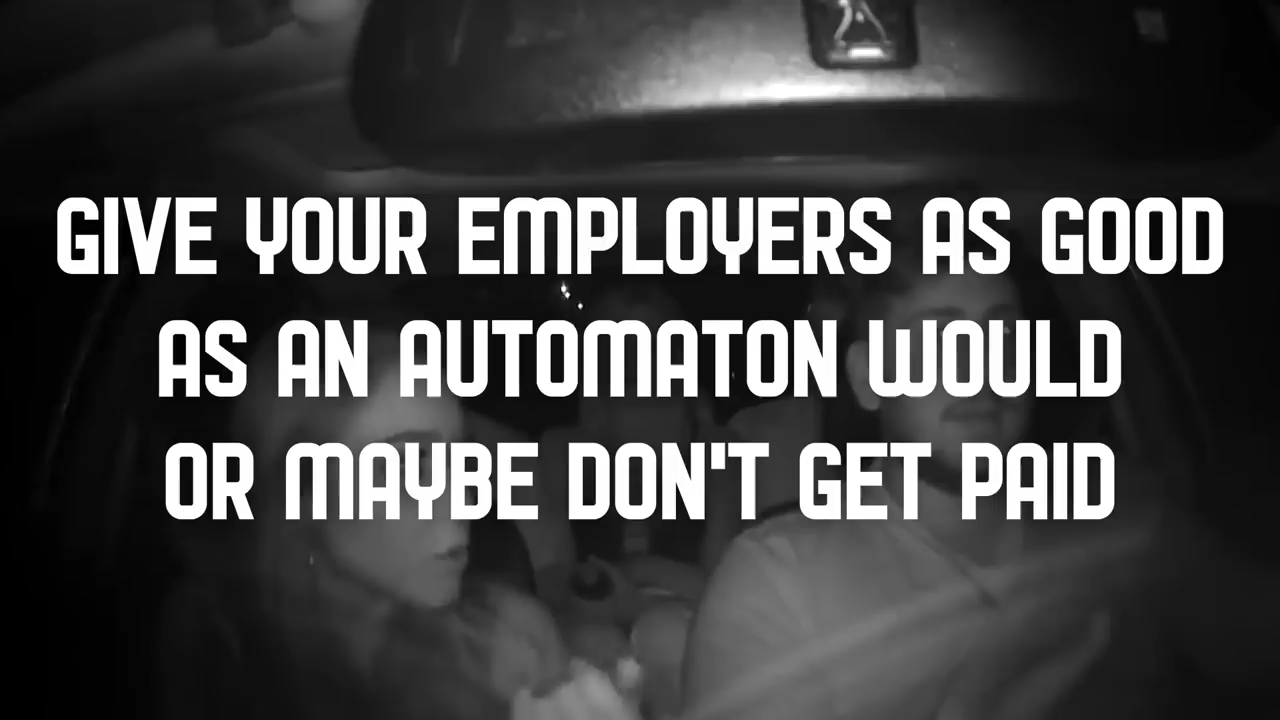 GIVE YOUR EMPLOYERS AS GOOD
AS AN AUTOMATON WOULD
OR MAYBE DON'T GET PAID